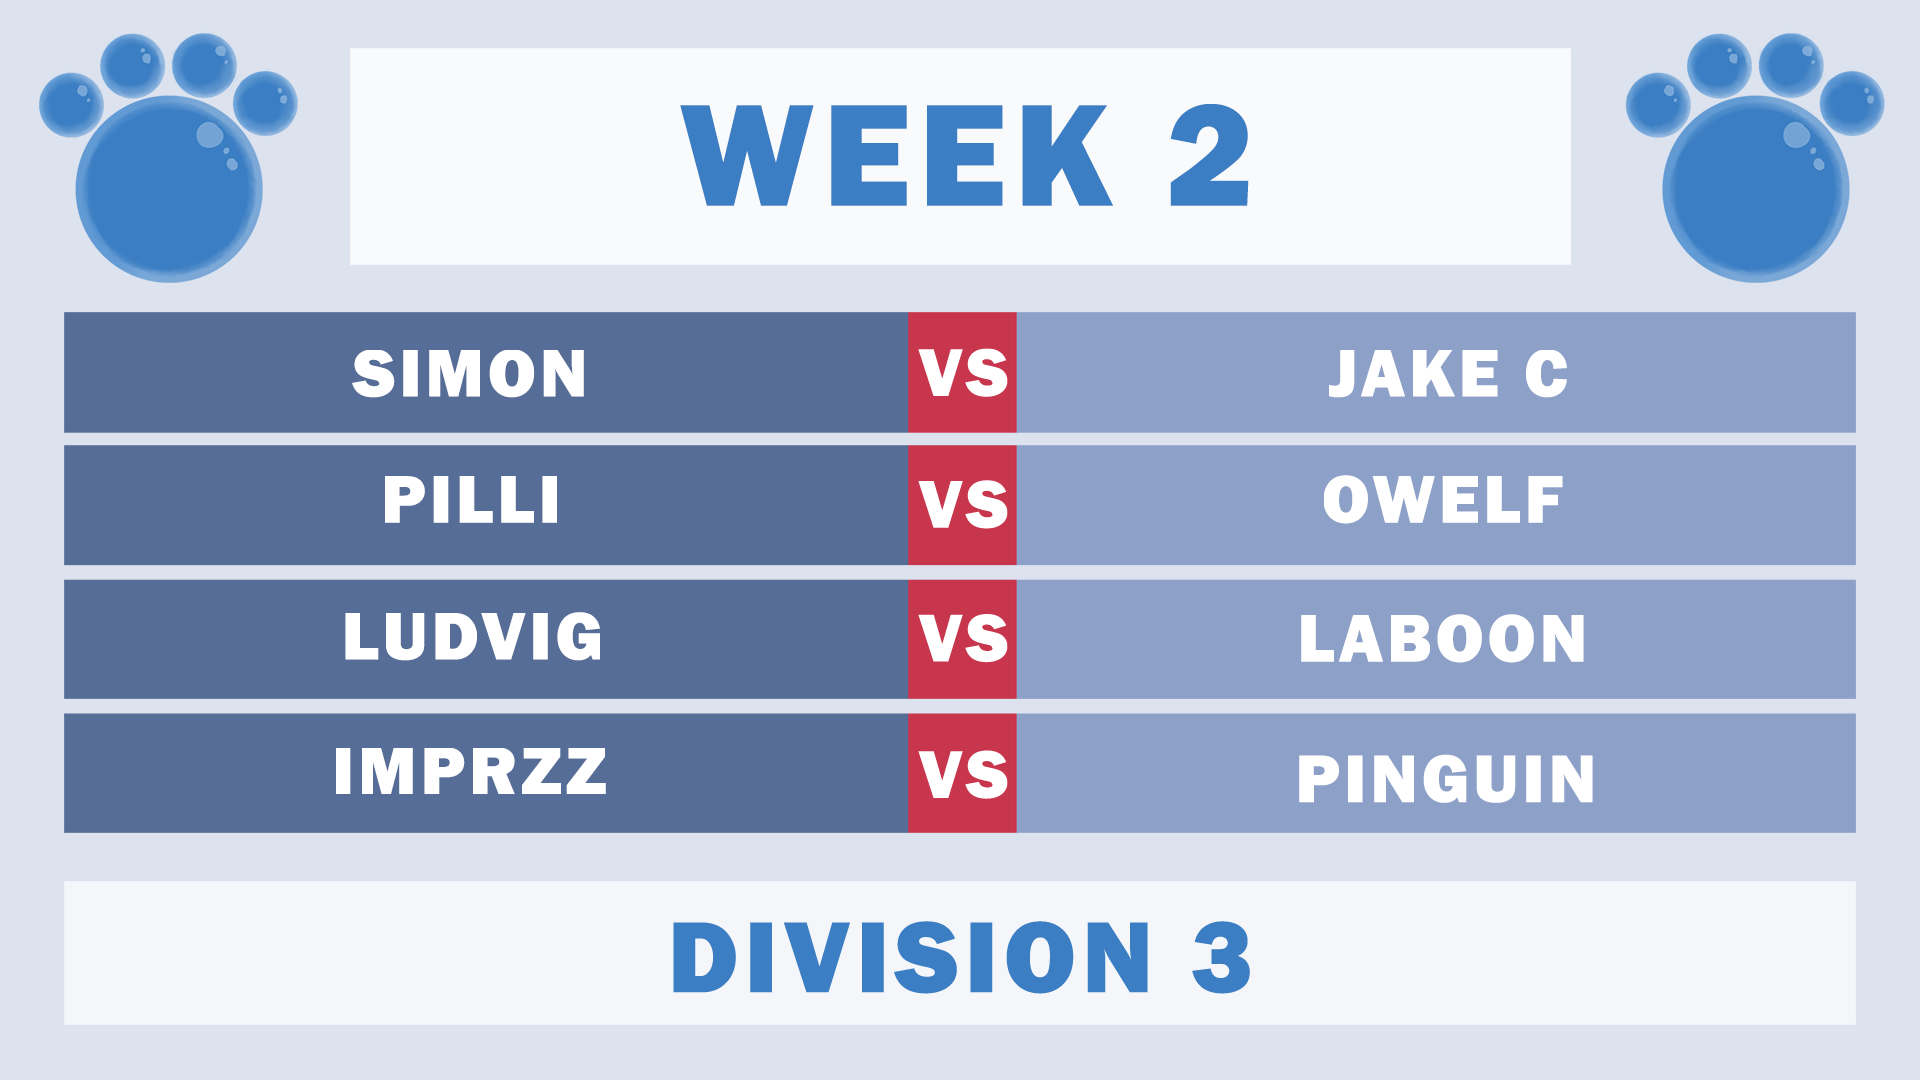 WEEK 2
SIMON VS JAKE C
PILLI VS OWELF
LUDVIG VS LABOON
IMPRZZ VS PINGUIN
DIVISION 3